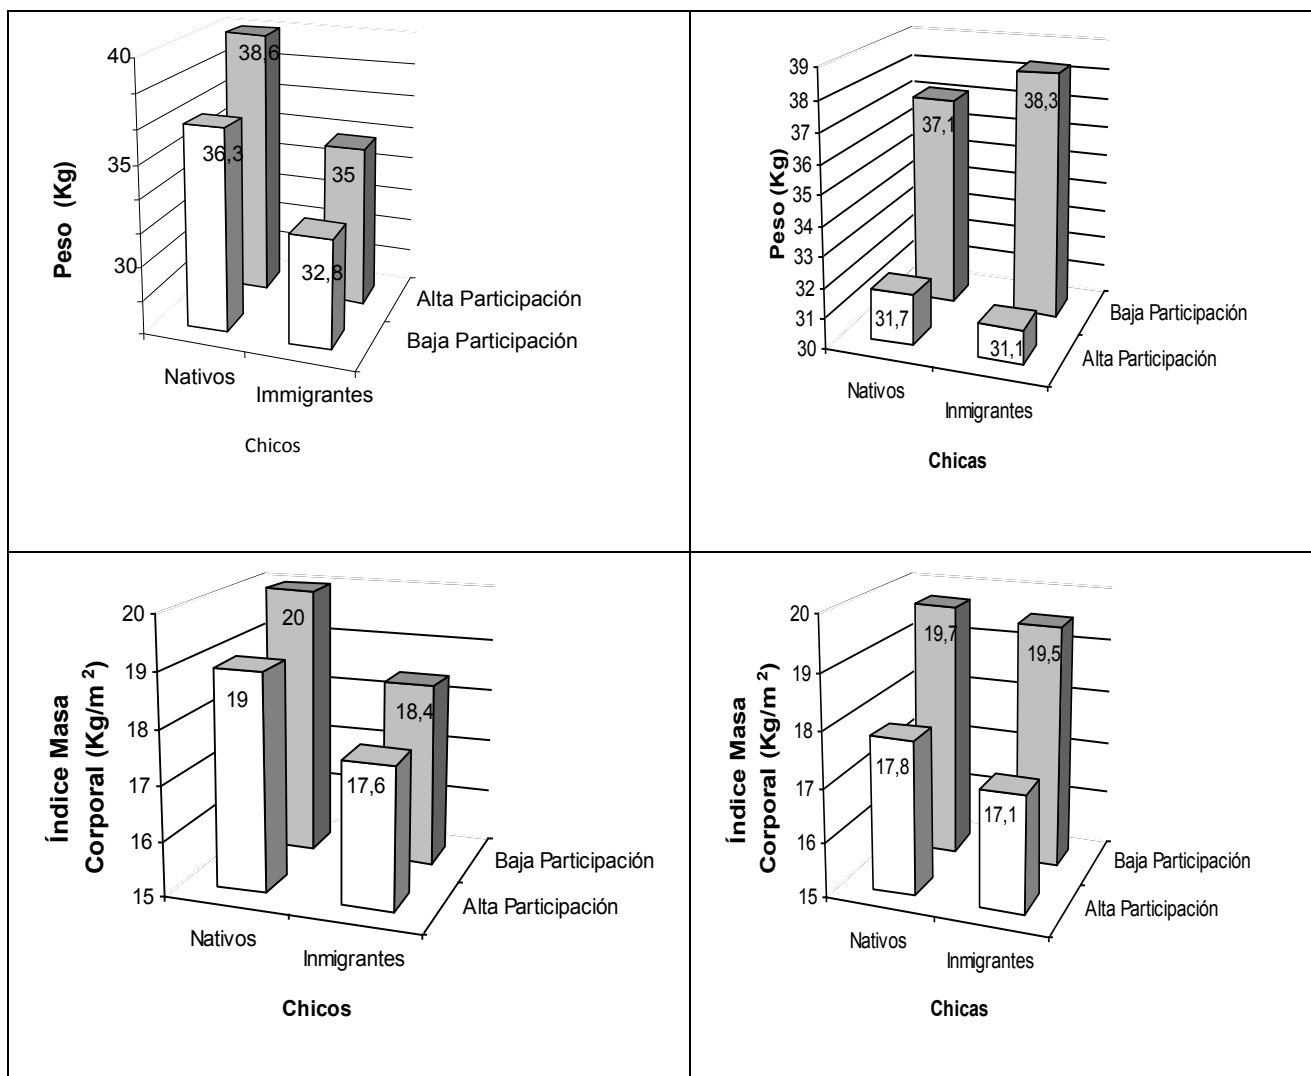 40
35
30
Peso (Kg)
38,6
36,3
35
32,8
Alta Participación
Baja Participación
Nativos
Immigrantes
Chicos
39
38
37
36
35
34
33
32
31
30
Peso (Kg)
37,1
38,3
31,7
31,1
Baja Participación
Alta Participación
Nativos
Inmigrantes
Chicas
20
19
18
17
16
15
Índice Masa
Corporal (Kg/m 2)
20
19
18,4
17,6
Baja Participación
Alta Participación
Nativos
Inmigrantes
Chicos
20
19
18
17
16
15
Índice Masa
Corporal (Kg/m 2)
19,7
19,5
17,8
17,1
Baja Participación
Alta Participación
Nativos
Inmigrantes
Chicas